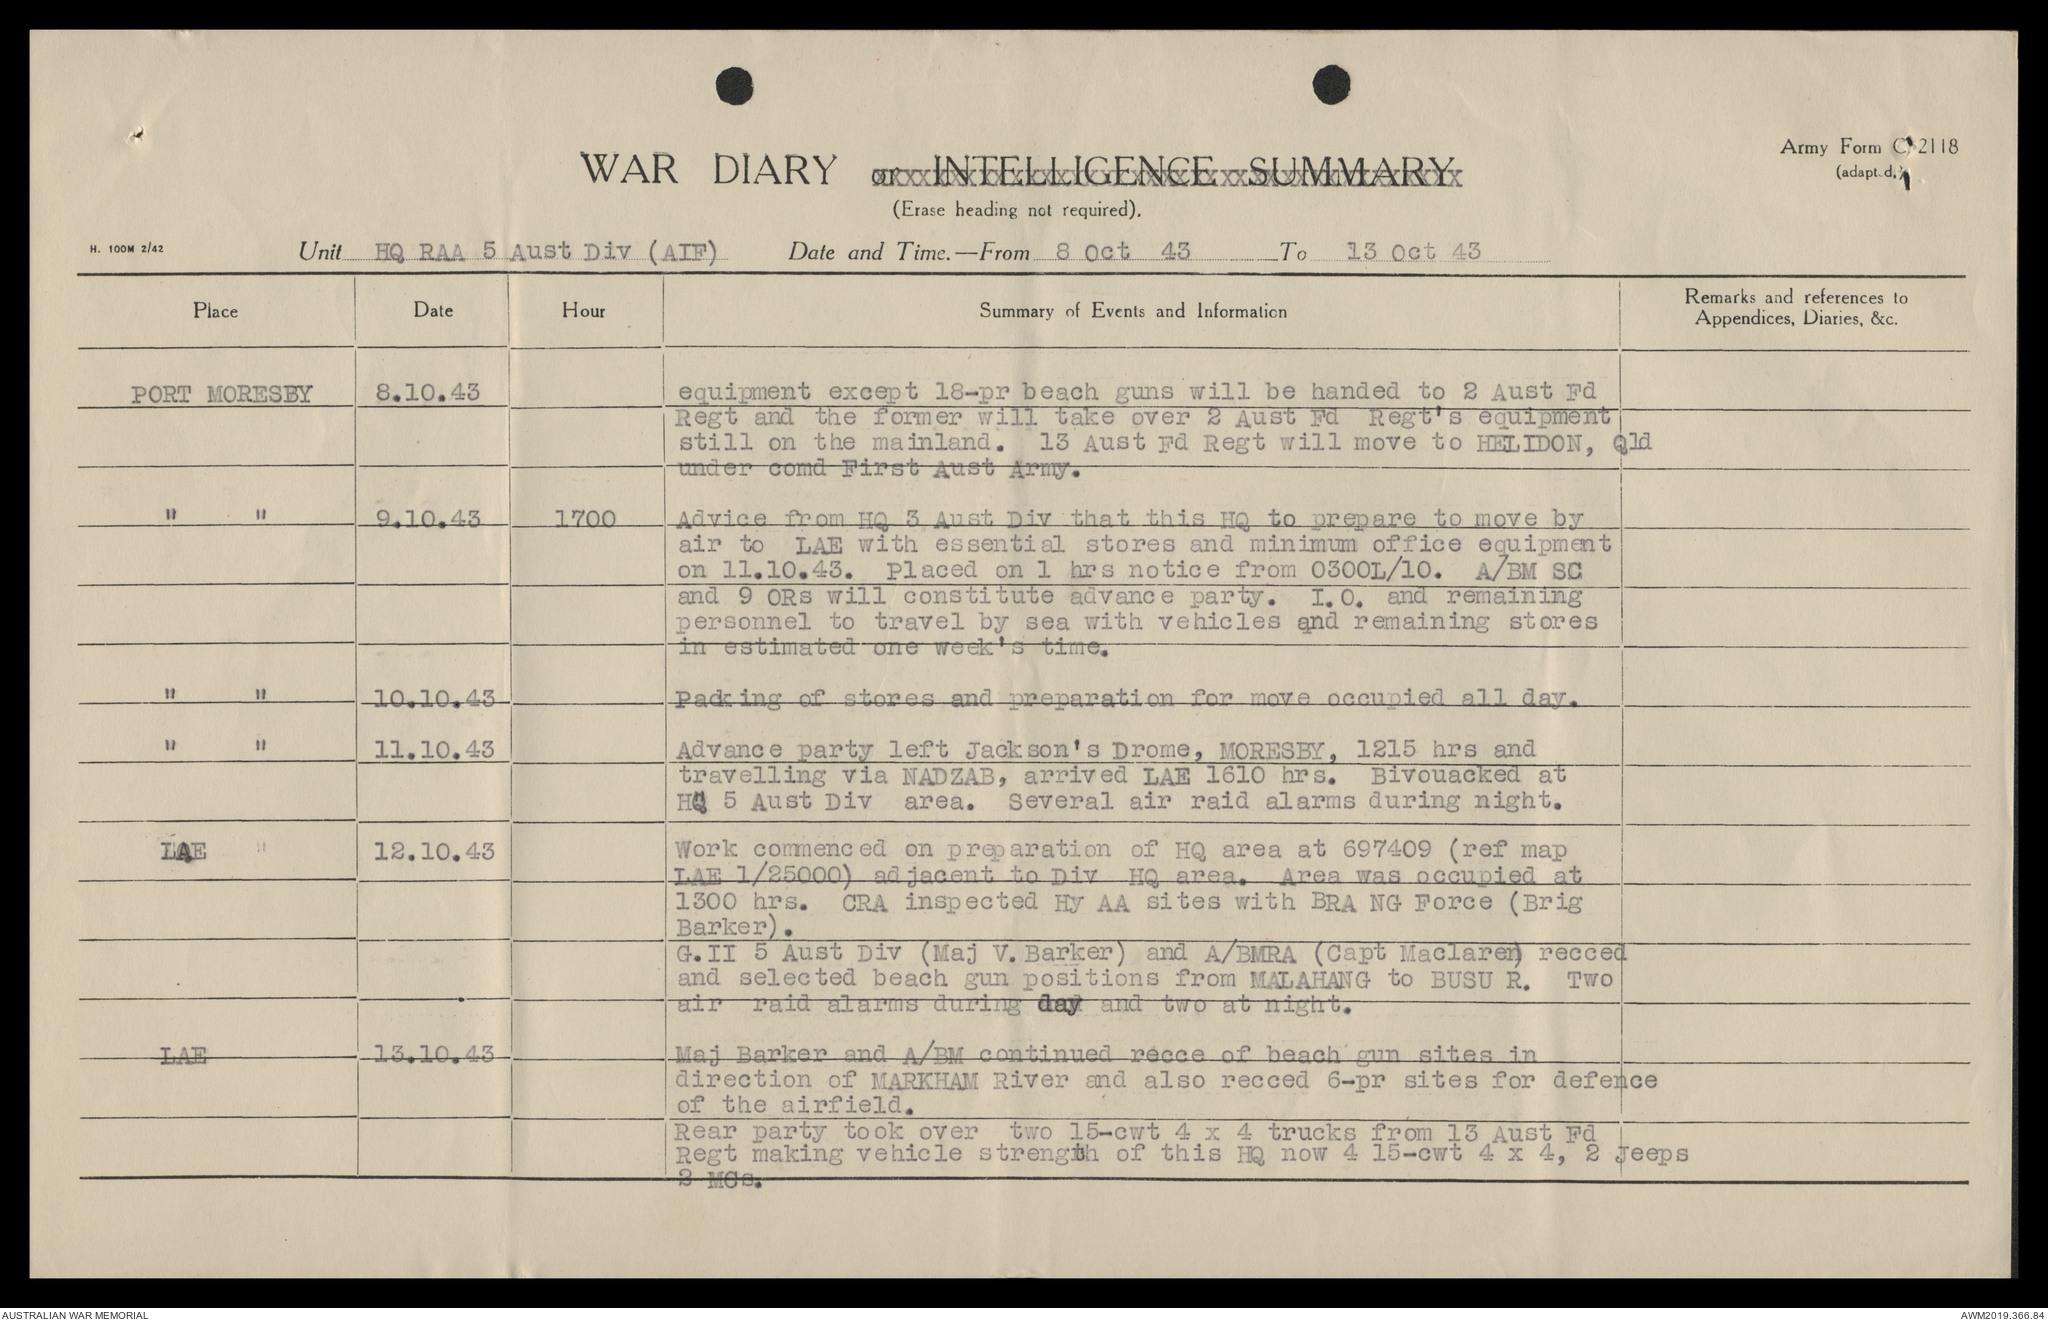 Army Form C. 2118
(adapted.)
WAR DIARY or INTELLIGENCE SUMMARY
(Erase heading not required).
H. 100M 2/42
Unit HQ RAA 5 Aust Div (AIF) Date and Time.—From 8 Oct 43 To 13 Oct 43
Place Date Hour Summary of Events and Information Remarks and references to Appendices, Diaries, &c.
PORT MORESBY 8.10.43 equipment except 18-pr beach guns will be handed to 2 Aust Fd
Regt and the former will take over 2 Aust Fd Regt's equipment
still on the mainland. 13 Aust Fd Regt will move to HELIDON, Qld
under comd First Aust Army.
" " 9.10.43 1700 Advice from HQ 3 Aust Div that this HQ to prepare to move by
air to LAE with essential stores and minimum office equipment
on 11.10.43. Placed on 1 hrs notice from 0300L/10. A/BM SC
and 9 ORs will constitute advance party. I.O. and remaining
personnel to travel by sea with vehicles and remaining stores
in estimated one week's time.
" " 10.10.43 Packing of stores and preparation for move occupied all day.
" " 11.10.43 Advance party left Jackson's Drome, MORESBY, 1215 hrs and
travelling via NADZAB, arrived LAE 1610 hrs. Bivouacked at
HQ 5 Aust Div area. Several air raid alarms during night.
LAE " 12.10.43 Work commenced on preparation of HQ area at 697409 (ref map
LAE 1/25000) adjacent to Div HQ area. Area was occupied at
1300 hrs. CRA inspected Hy AA sites with BRA NG Force (Brig
Barker).
G.II 5 Aust Div (Maj V. Barker) and A/BMRA (Capt Maclaren) recced
and selected beach gun positions from MALAHANG to BUSU R. Two
air raid alarms during day and two at night.
LAE 13.10.43 Maj Barker and A/BM continued recce of beach gun sites in
direction of MARKHAM River and also recced 6-pr sites for defence
of the airfield.
Rear party took over two 15-cwt 4 x 4 trucks from 13 Aust Fd
Regt making vehicle strength of this HQ now 4 15-cwt 4 x 4, 2 Jeeps
2 MCs.
AUSTRALIAN WAR MEMORIAL AWM2019.366.84